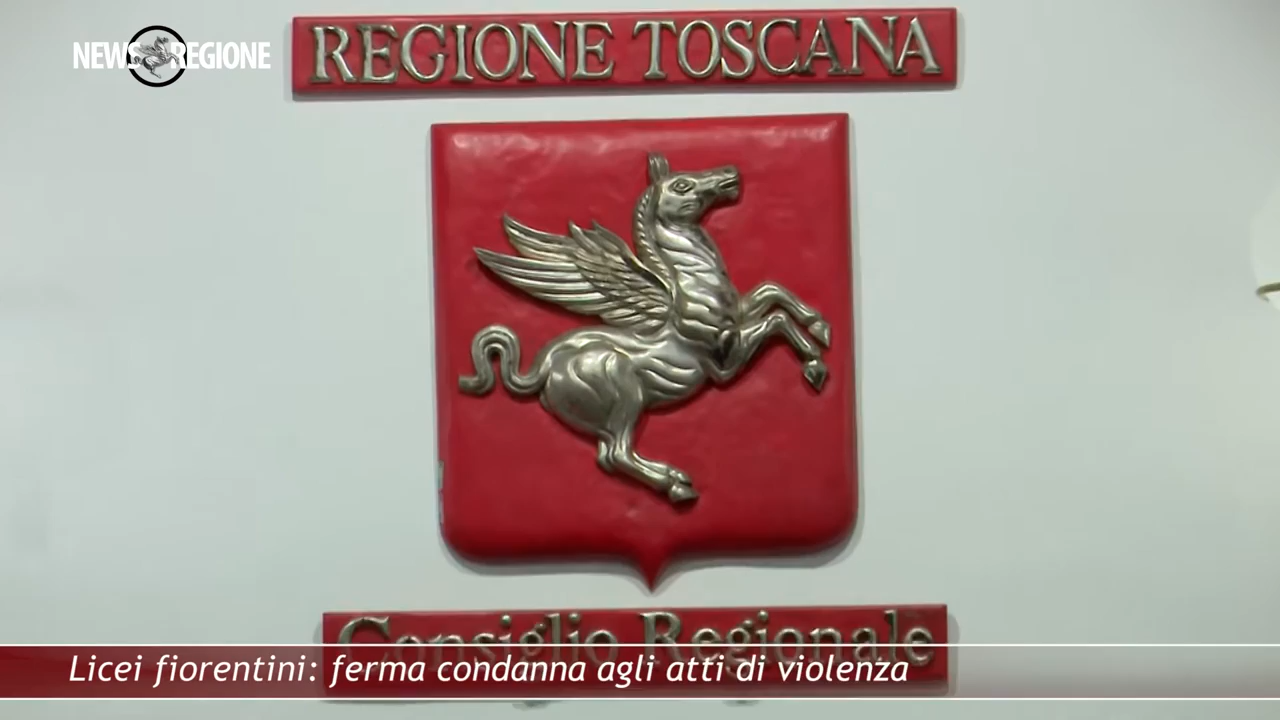 NEWS REGIONE
REGIONE TOSCANA
Consiglio Regionale
Licei fiorentini: ferma condanna agli atti di violenza